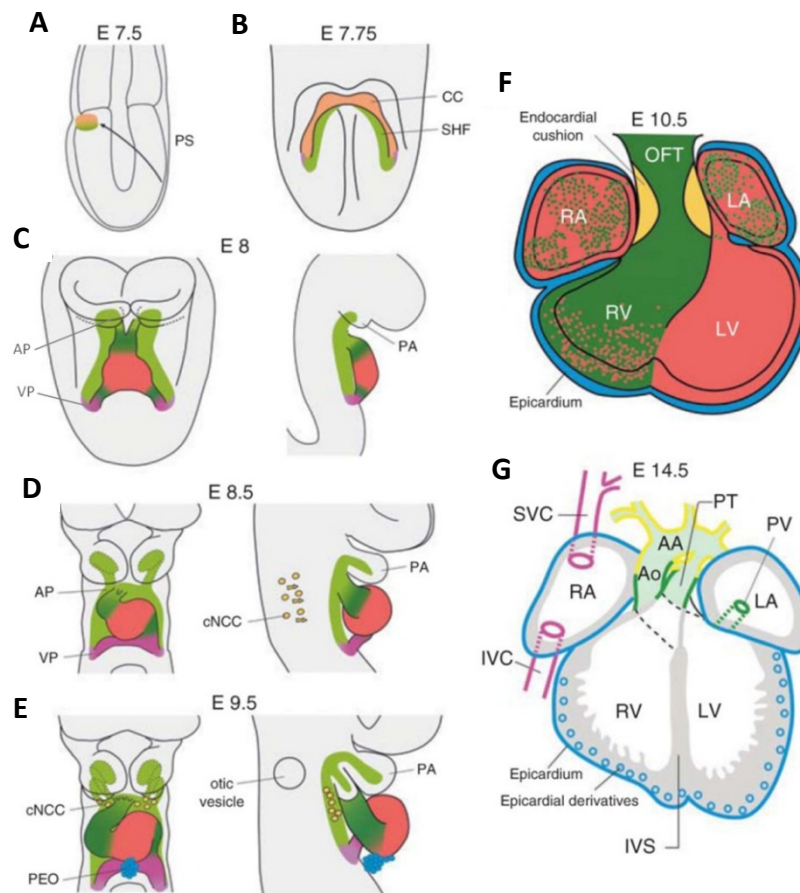 A
E 7.5
PS
B
E 7.75
CC
SHF
C
E 8
AP
VP
PA
D
E 8.5
AP
VP
cNCC
PA
E
E 9.5
cNCC
PEO
otic
vesicle
PA
F
E 10.5
Endocardial
cushion
OFT
RA
LA
RV
LV
Epicardium
G
E 14.5
SVC
PT
PV
AA
Ao
RA
LA
IVC
RV
LV
Epicardium
Epicardial derivatives
IVS